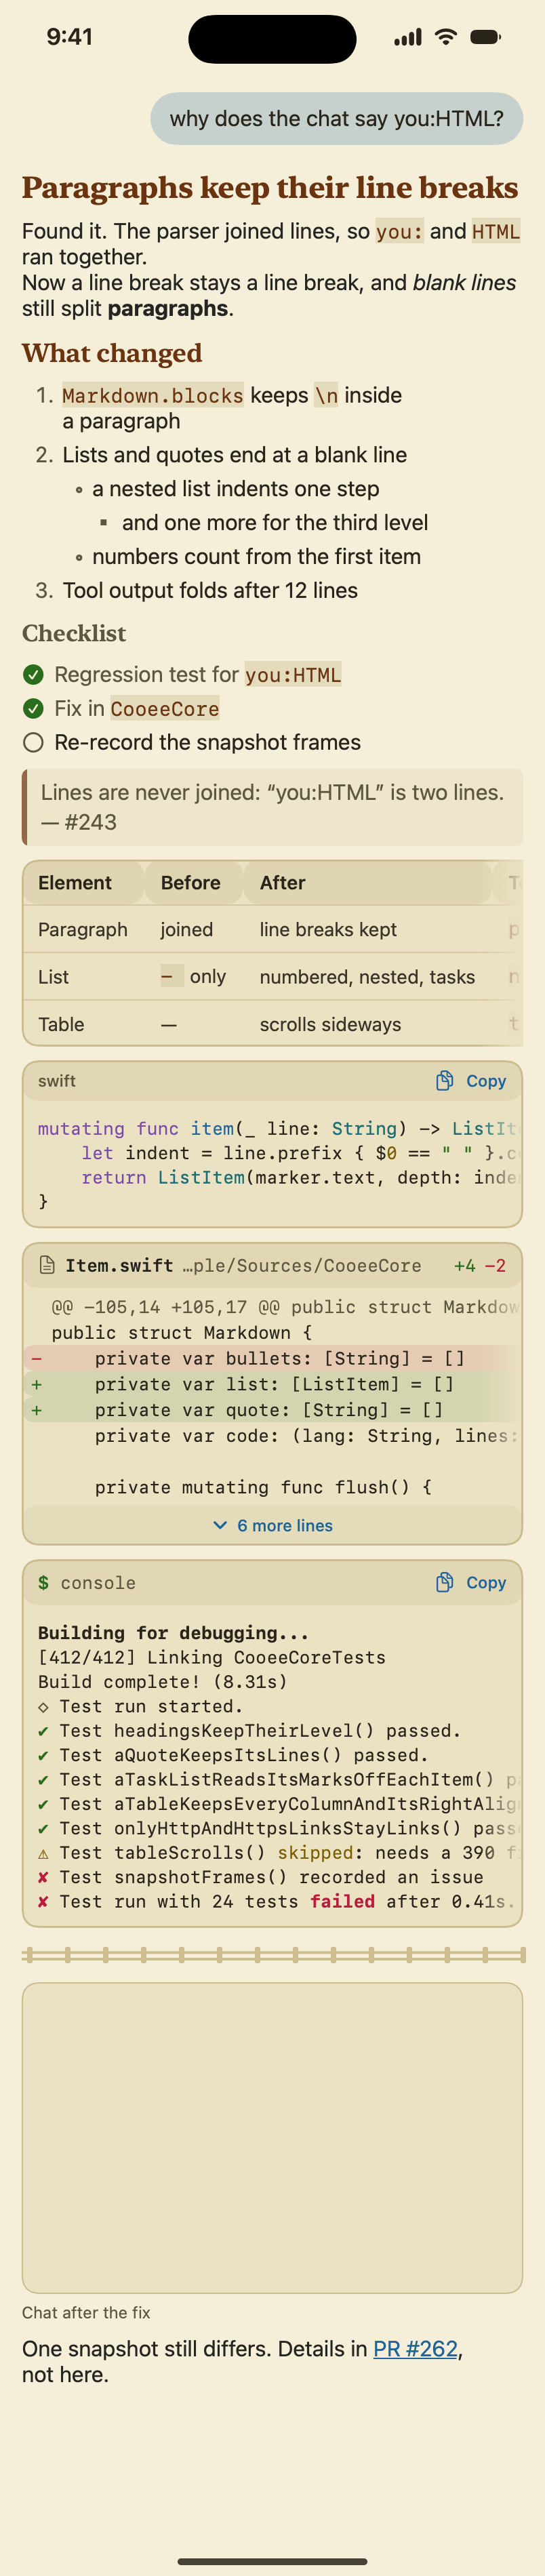 9:41
why does the chat say you:HTML?
Paragraphs keep their line breaks
Found it. The parser joined lines, so you: and HTML
ran together.
Now a line break stays a line break, and blank lines
still split paragraphs.
What changed
1. Markdown.blocks keeps \n inside
a paragraph
2. Lists and quotes end at a blank line
◦ a nested list indents one step
▪ and one more for the third level
◦ numbers count from the first item
3. Tool output folds after 12 lines
Checklist
Regression test for you:HTML
Fix in CooeeCore
Re-record the snapshot frames
Lines are never joined: “you:HTML” is two lines.
— #243
Element Before After
Paragraph joined line breaks kept
List - only numbered, nested, tasks
Table — scrolls sideways
swift Copy
mutating func item(_ line: String) -> ListIt
let indent = line.prefix { $0 == " " }.c
return ListItem(marker.text, depth: inde
}
Item.swift …ple/Sources/CooeeCore +4 −2
@@ -105,14 +105,17 @@ public struct Markdow
public struct Markdown {
− private var bullets: [String] = []
+ private var list: [ListItem] = []
+ private var quote: [String] = []
private var code: (lang: String, lines:
private mutating func flush() {
6 more lines
$ console Copy
Building for debugging...
[412/412] Linking CooeeCoreTests
Build complete! (8.31s)
◇ Test run started.
✔ Test headingsKeepTheirLevel() passed.
✔ Test aQuoteKeepsItsLines() passed.
✔ Test aTaskListReadsItsMarksOffEachItem() p
✔ Test aTableKeepsEveryColumnAndItsRightAlig
✔ Test onlyHttpAndHttpsLinksStayLinks() pass
⚠ Test tableScrolls() skipped: needs a 390 f
✘ Test snapshotFrames() recorded an issue
✘ Test run with 24 tests failed after 0.41s.
Chat after the fix
One snapshot still differs. Details in PR #262,
not here.